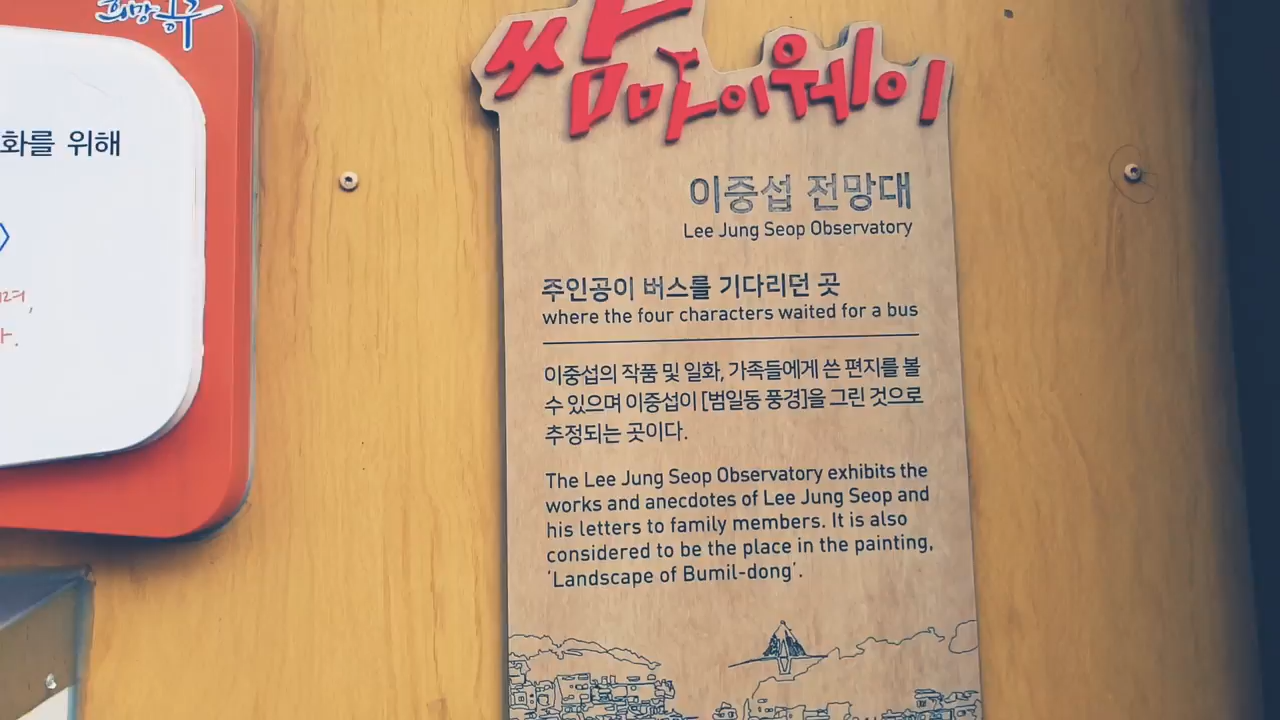 희망공구
화를 위해
쌈마이웨이
이중섭 전망대
Lee Jung Seop Observatory
주인공이 버스를 기다리던 곳
where the four characters waited for a bus
이중섭의 작품 및 일화, 가족들에게 쓴 편지를 볼
수 있으며 이중섭이 [범일동 풍경]을 그린 것으로
추정되는 곳이다.
The Lee Jung Seop Observatory exhibits the
works and anecdotes of Lee Jung Seop and
his letters to family members. It is also
considered to be the place in the painting,
‘Landscape of Bumil-dong’.